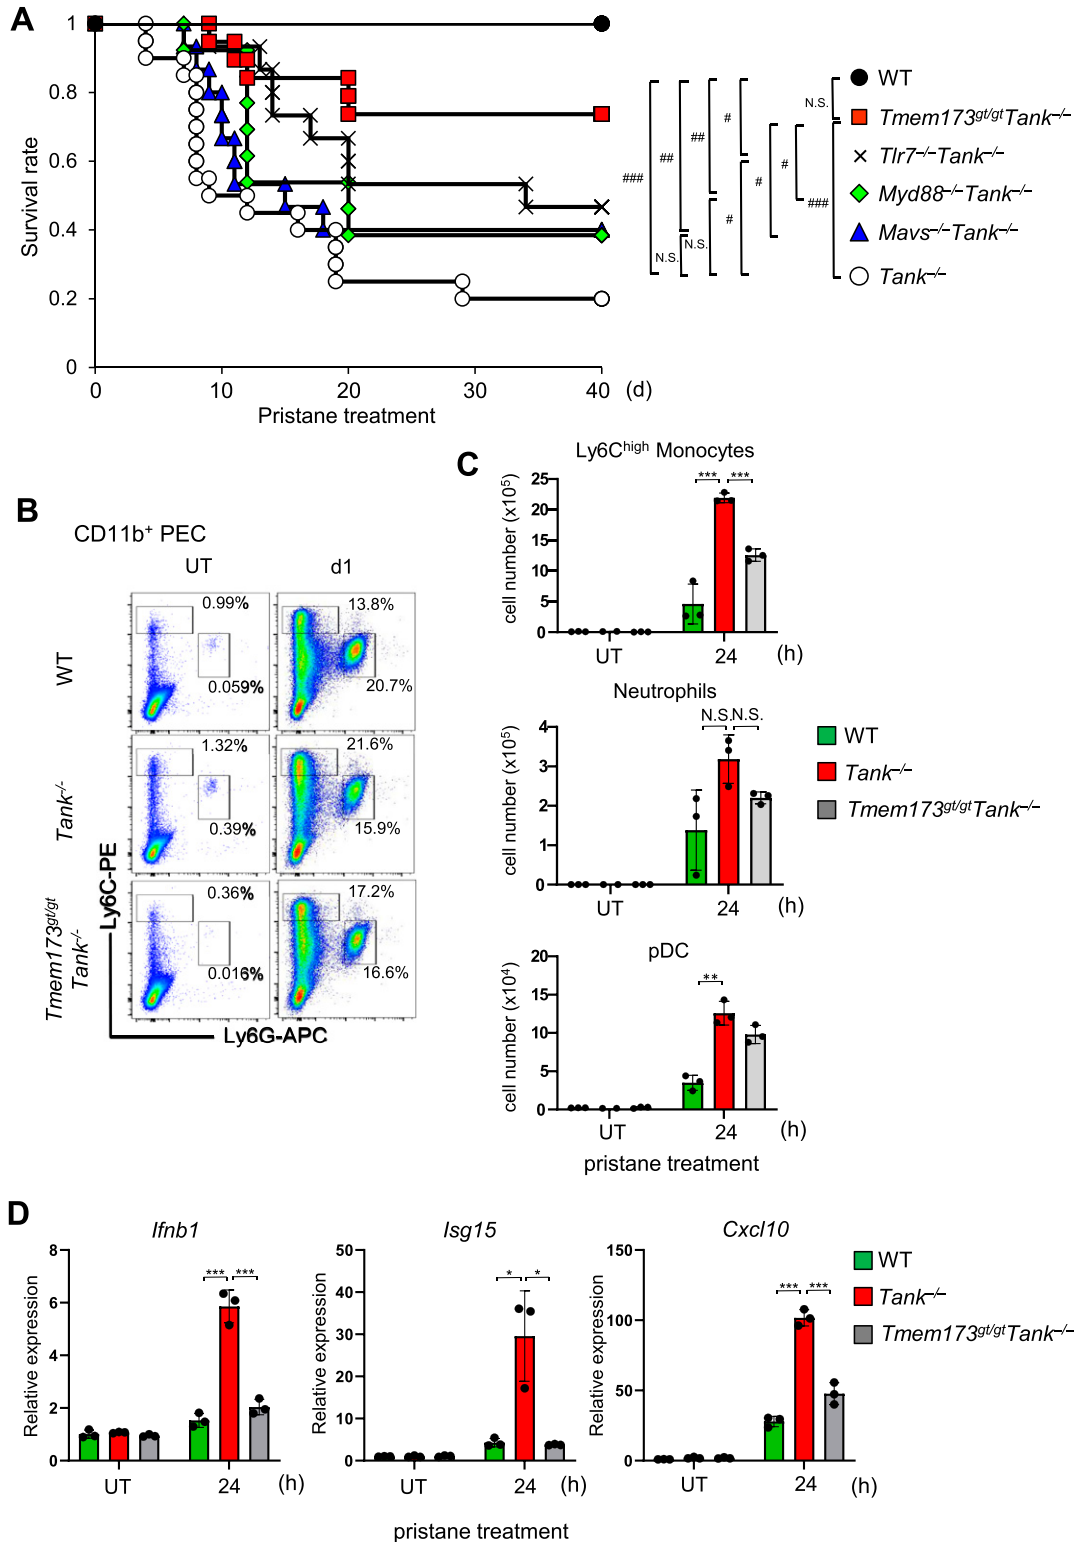 A
1
0.8
0.6
0.4
0.2
0
Survival rate
0 10 20 30 40 (d)
Pristane treatment
### ## N.S. ## N.S. # # # # N.S. ###
WT
Tmem173gt/gtTank–/–
Tlr7–/–Tank–/–
Myd88–/–Tank–/–
Mavs–/–Tank–/–
Tank–/–
B
CD11b+ PEC
UT d1
WT
0.99% 13.8%
0.059% 20.7%
Tank-/-
1.32% 21.6%
0.39% 15.9%
Tmem173gt/gt
Tank-/-
0.36% 17.2%
0.016% 16.6%
Ly6C-PE
Ly6G-APC
C
Ly6Chigh Monocytes
cell number (x105)
25
20
15
10
5
0
*** ***
UT 24 (h)
Neutrophils
cell number (x105)
4
3
2
1
0
N.S. N.S.
UT 24 (h)
pDC
cell number (x104)
20
15
10
5
0
**
UT 24 (h)
pristane treatment
WT
Tank–/–
Tmem173gt/gtTank–/–
D
Ifnb1
Relative expression
8
6
4
2
0
*** ***
UT 24 (h)
Isg15
Relative expression
50
40
30
20
10
0
* *
UT 24 (h)
Cxcl10
Relative expression
150
100
50
0
*** ***
UT 24 (h)
WT
Tank–/–
Tmem173gt/gtTank–/–
pristane treatment